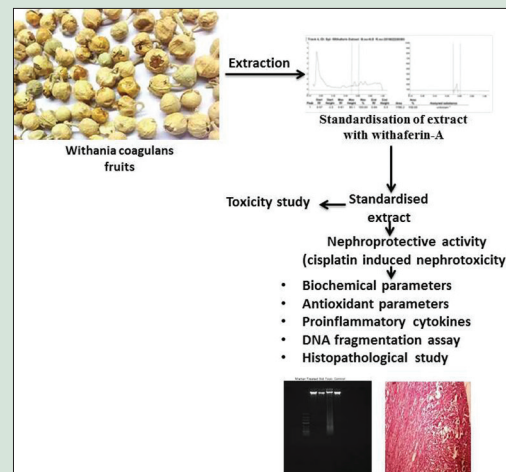 Extraction
Withania coagulans
fruits
Standardisation of extract
with withaferin-A
Toxicity study
Standardised
extract
Nephroprotective activity
(cisplatin induced nephrotoxicity
• Biochemical parameters
• Antioxidant parameters
• Proinflammatory cytokines
• DNA fragmentation assay
• Histopathological study